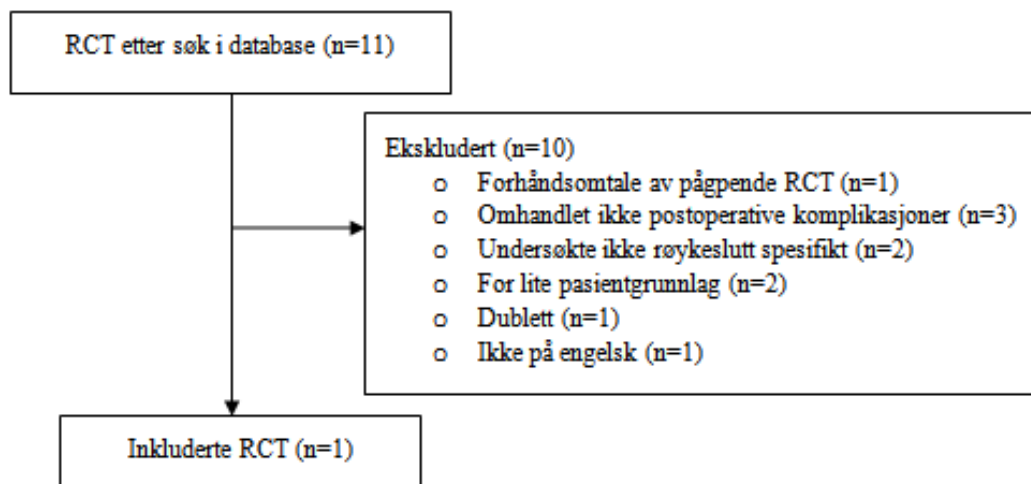 RCT etter søk i database (n=11)
Ekskludert (n=10)
o Forhåndsomtale av pågpende RCT (n=1)
o Omhandlet ikke postoperative komplikasjoner (n=3)
o Undersøkte ikke røykeslutt spesifikt (n=2)
o For lite pasientgrunnlag (n=2)
o Dublett (n=1)
o Ikke på engelsk (n=1)
Inkluderte RCT (n=1)